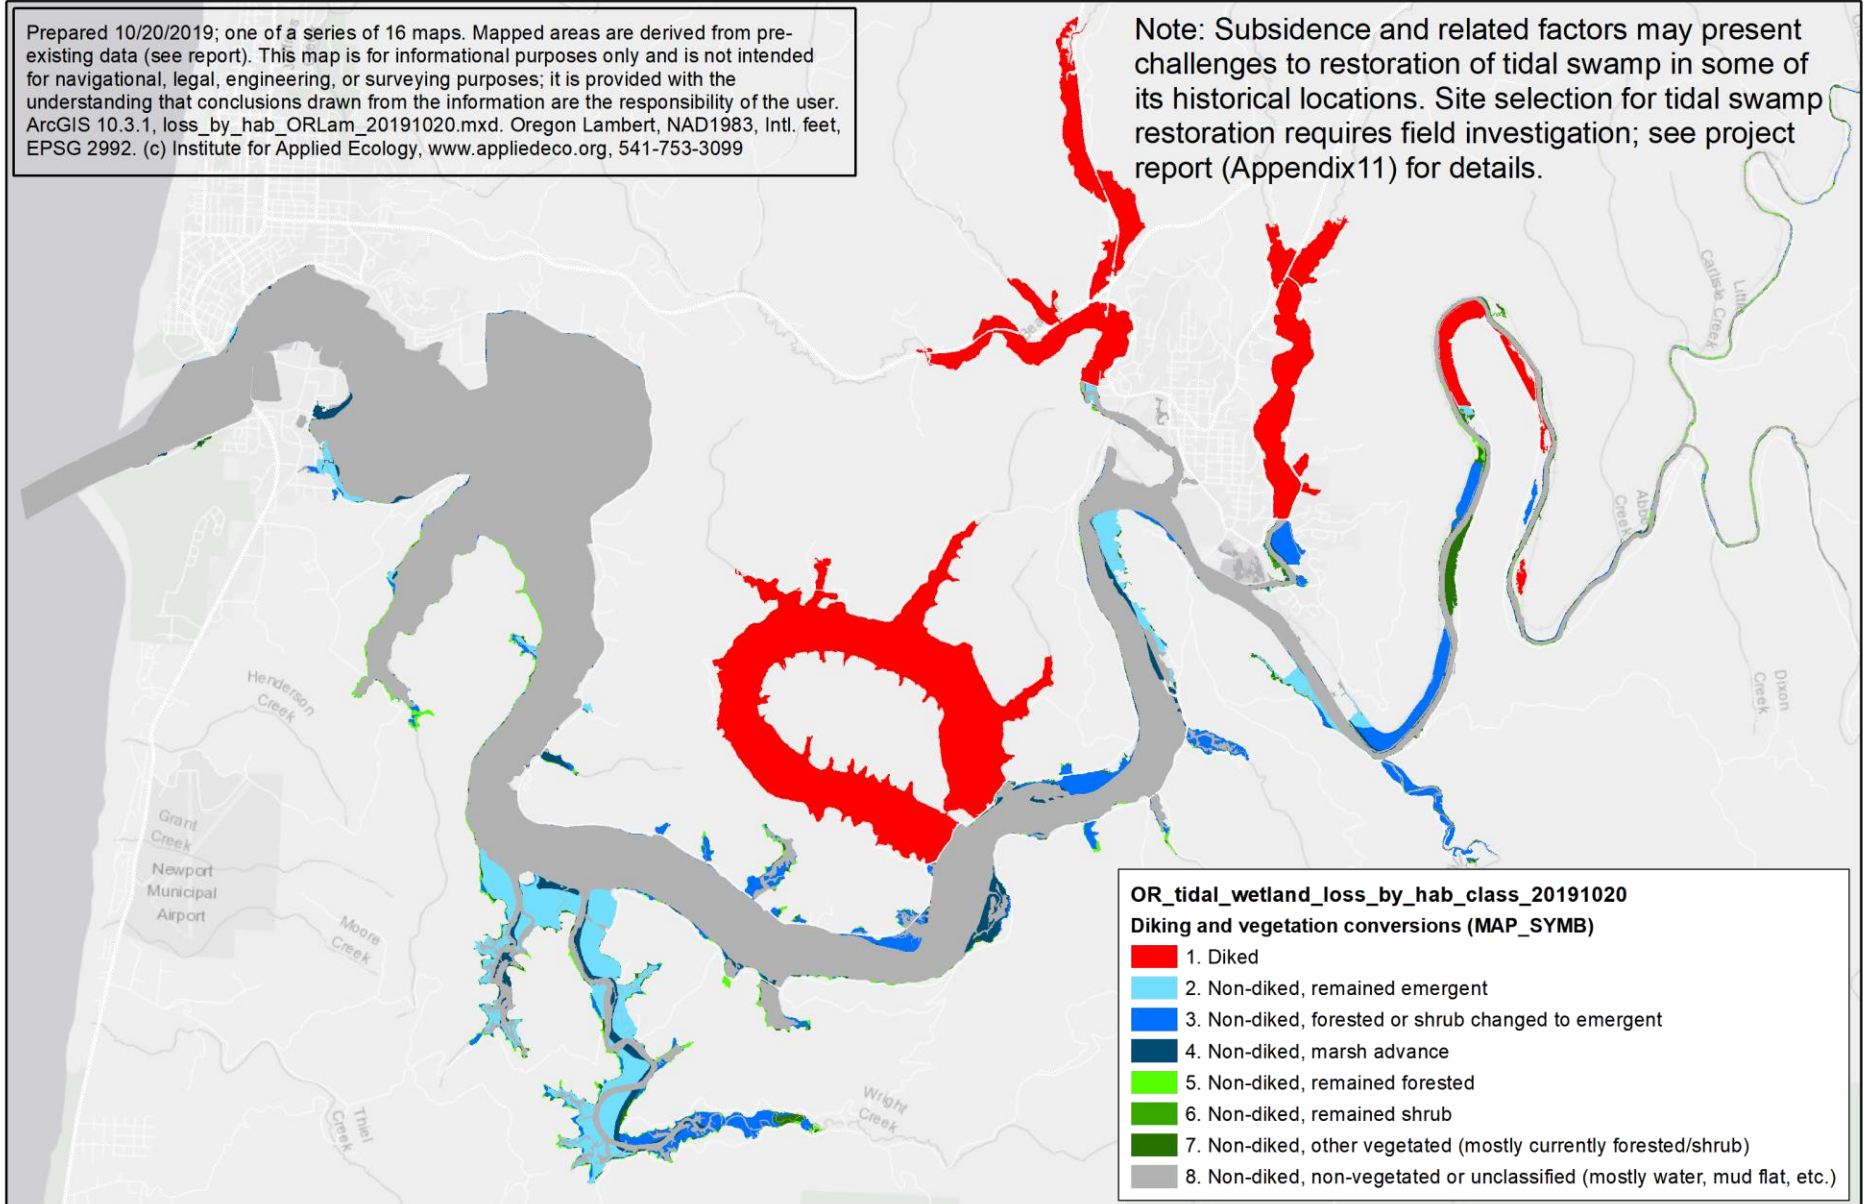 Prepared 10/20/2019; one of a series of 16 maps. Mapped areas are derived from pre-
existing data (see report). This map is for informational purposes only and is not intended
for navigational, legal, engineering, or surveying purposes; it is provided with the
understanding that conclusions drawn from the information are the responsibility of the user.
ArcGIS 10.3.1, loss_by_hab_ORLam_20191020.mxd. Oregon Lambert, NAD1983, Intl. feet,
EPSG 2992. (c) Institute for Applied Ecology, www.appliedeco.org, 541-753-3099
Note: Subsidence and related factors may present
challenges to restoration of tidal swamp in some of
its historical locations. Site selection for tidal swamp
restoration requires field investigation; see project
report (Appendix11) for details.
Carlisle Creek
Abbe
Creek
Dixon
Creek
Henderson
Creek
Grant
Creek
Newport
Municipal
Airport
Moore
Creek
Thiel
Creek
Wright
Creek
OR_tidal_wetland_loss_by_hab_class_20191020
Diking and vegetation conversions (MAP_SYMB)
1. Diked
2. Non-diked, remained emergent
3. Non-diked, forested or shrub changed to emergent
4. Non-diked, marsh advance
5. Non-diked, remained forested
6. Non-diked, remained shrub
7. Non-diked, other vegetated (mostly currently forested/shrub)
8. Non-diked, non-vegetated or unclassified (mostly water, mud flat, etc.)